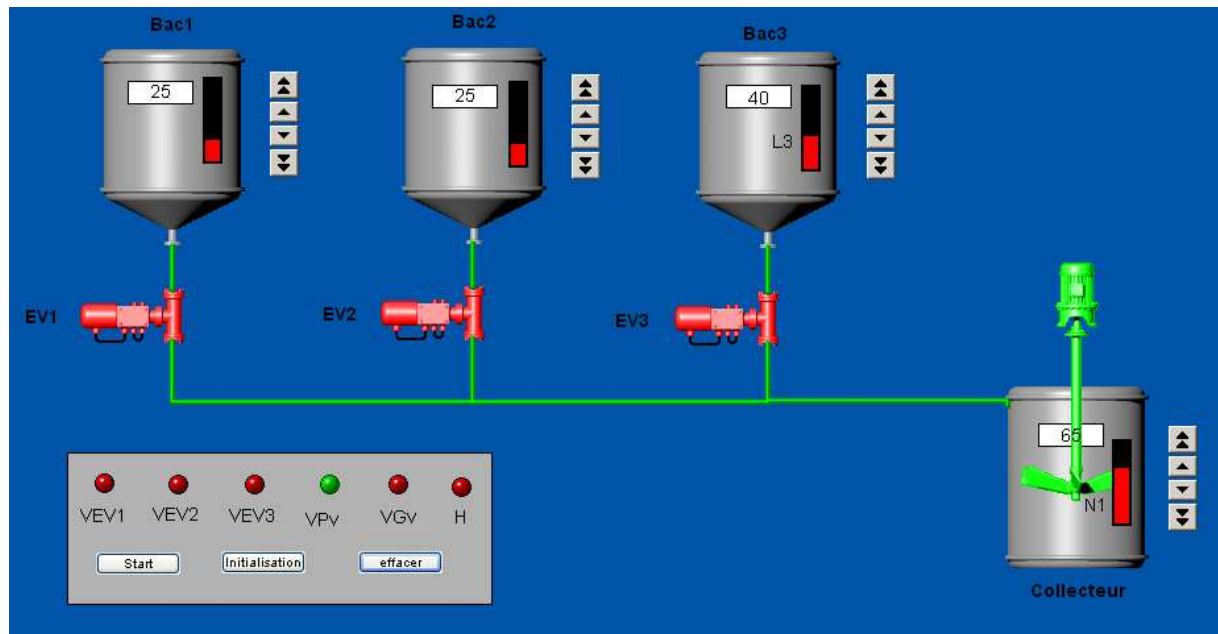 Bac1
Bac2
Bac3
25
25
40
L3
EV1
EV2
EV3
65
N1
VEV1 VEV2 VEV3 VPv VGv H
Start Initialisation effacer
Collecteur